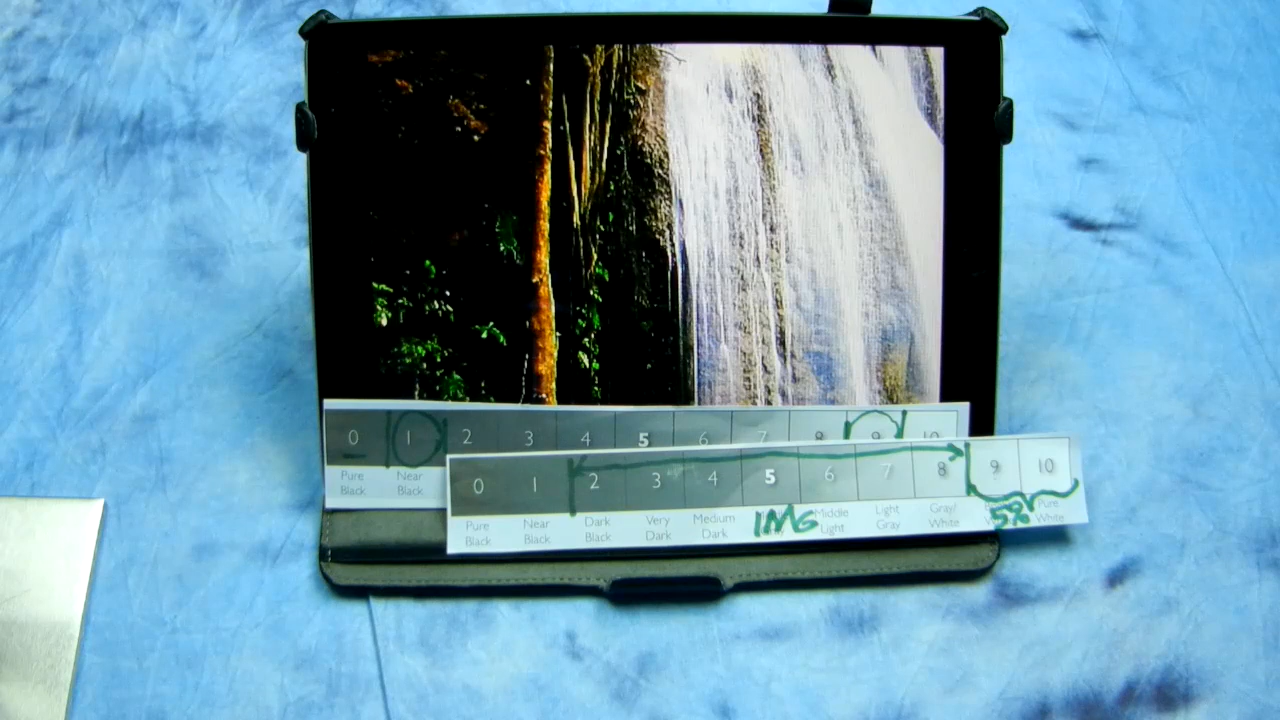 0 1 2 3 4 5 6 7 8 9 10
Pure Black Near Black
0 1 2 3 4 5 6 7 8 9 10
Pure Black Near Black Dark Black Very Dark Medium Dark Middle Light Light Gray Gray/ White Pure White
IMG 5%